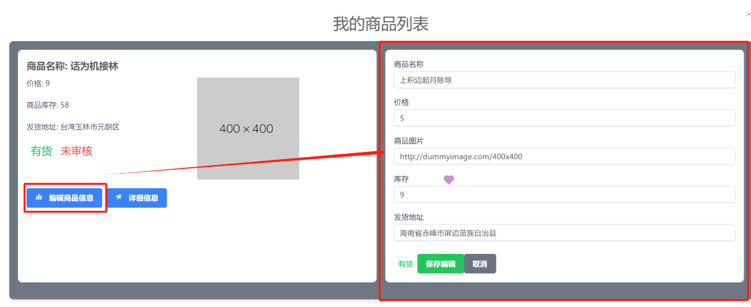 我的商品列表
商品名称: 话为机接林
价格: 9
商品库存: 58
发货地址: 台湾玉林市元朗区
有货 未审核
400 × 400
编辑商品信息 详细信息
商品名称
上积边起月除导
价格
5
商品图片
http://dummyimage.com/400x400
库存
9
发货地址
海南省赤峰市屏边苗族自治县
有货 保存编辑 取消